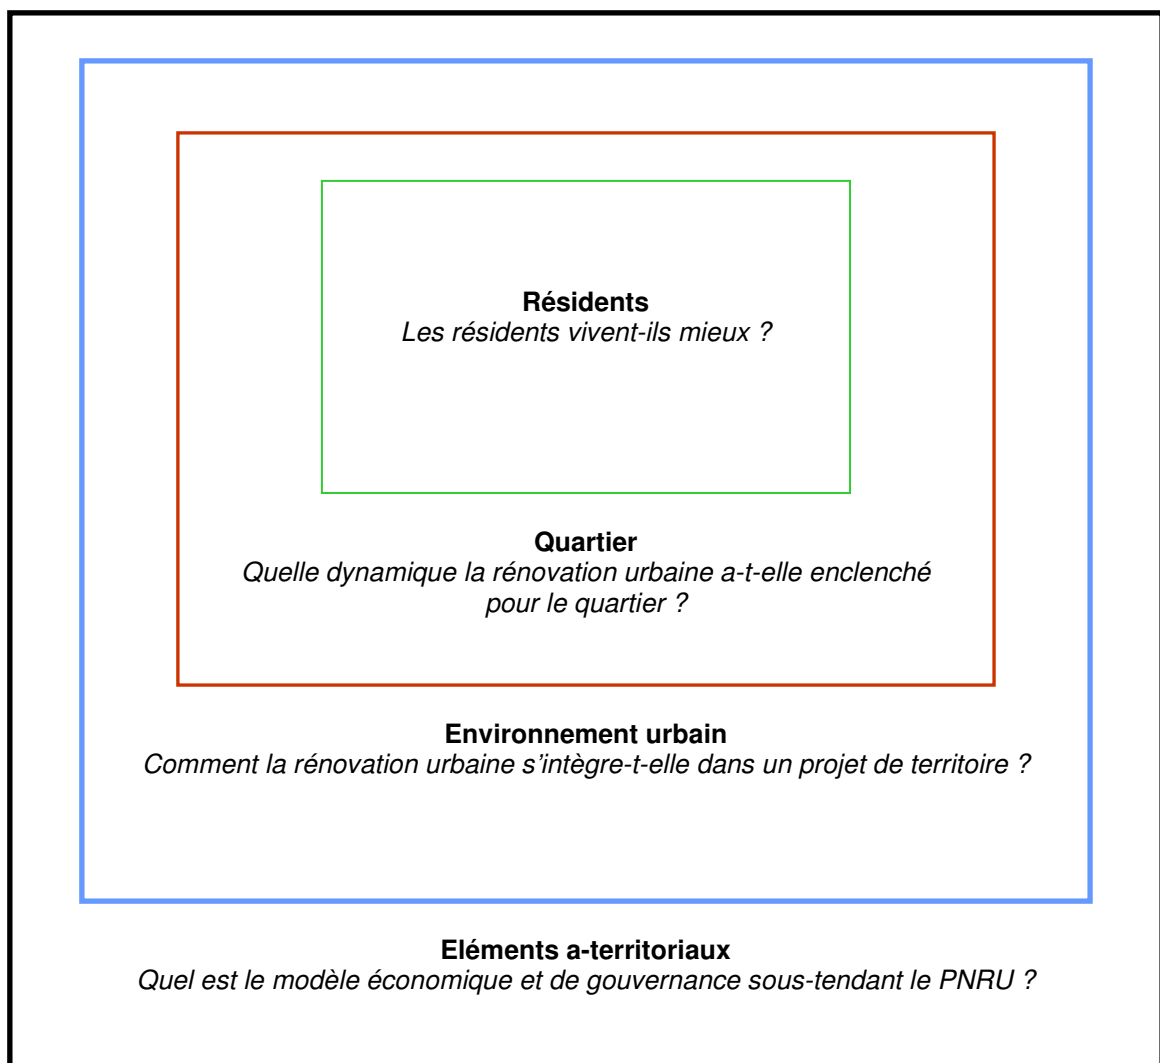 Résidents
Les résidents vivent-ils mieux ?
Quartier
Quelle dynamique la rénovation urbaine a-t-elle enclenché
pour le quartier ?
Environnement urbain
Comment la rénovation urbaine s’intègre-t-elle dans un projet de territoire ?
Eléments a-territoriaux
Quel est le modèle économique et de gouvernance sous-tendant le PNRU ?